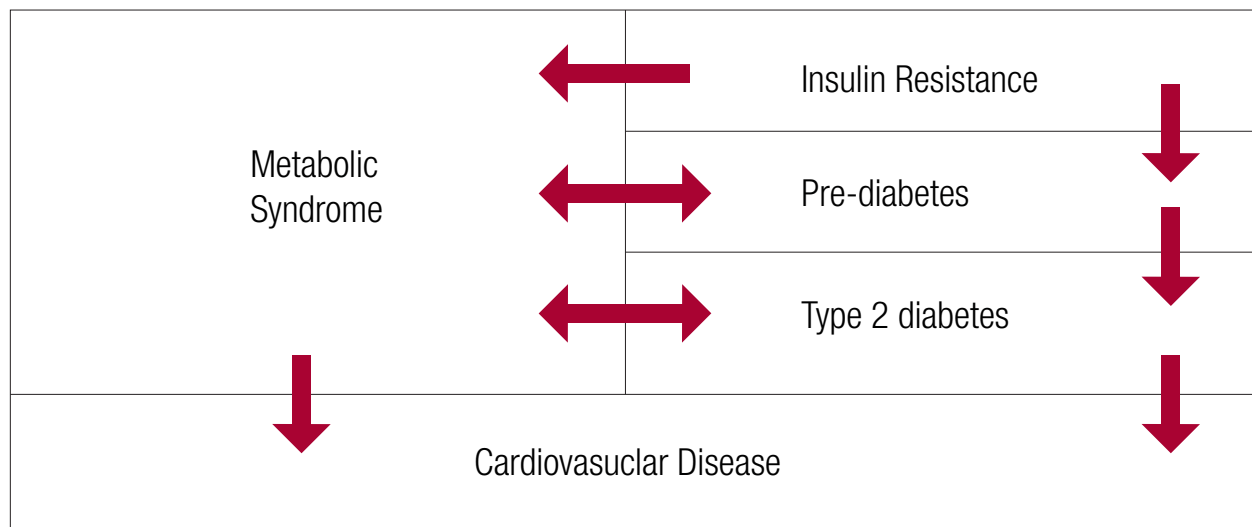 Insulin Resistance
Metabolic
Syndrome
Pre-diabetes
Type 2 diabetes
Cardiovasuclar Disease